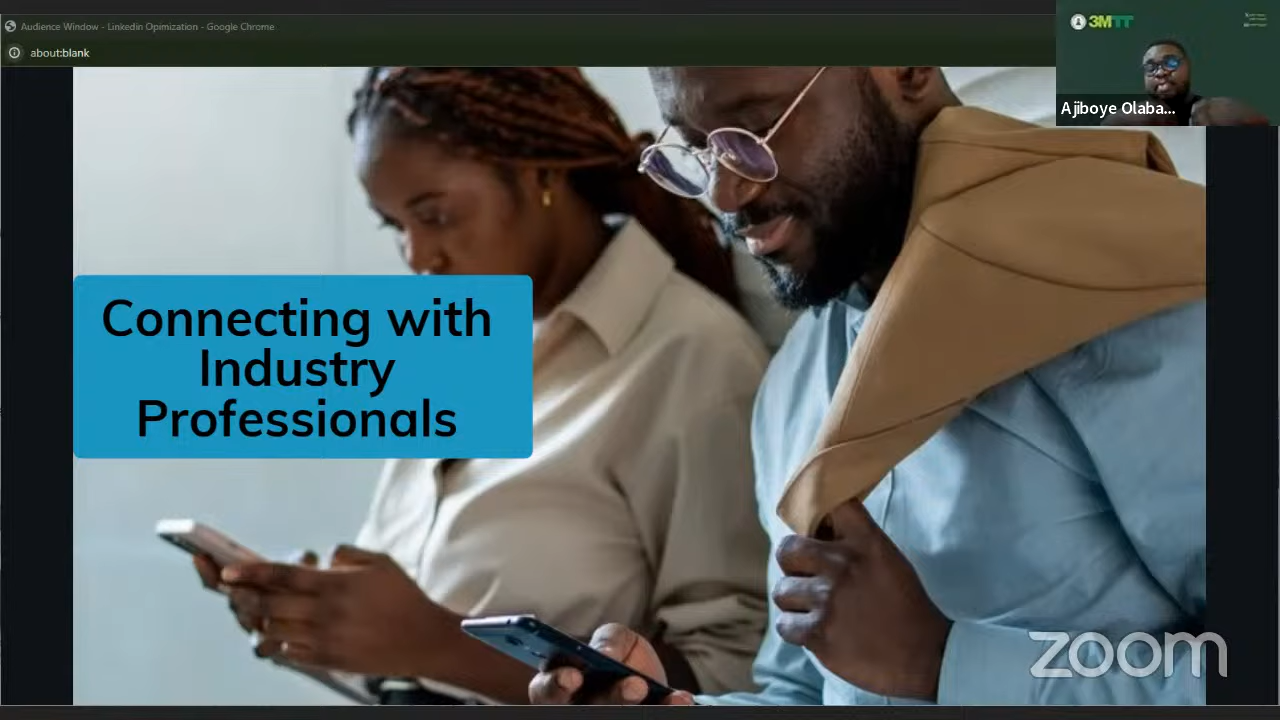 Audience Window - Linkedin Opimization - Google Chrome
about:blank
3MTT
Ajiboye Olaba...
Connecting with
Industry
Professionals
zoom